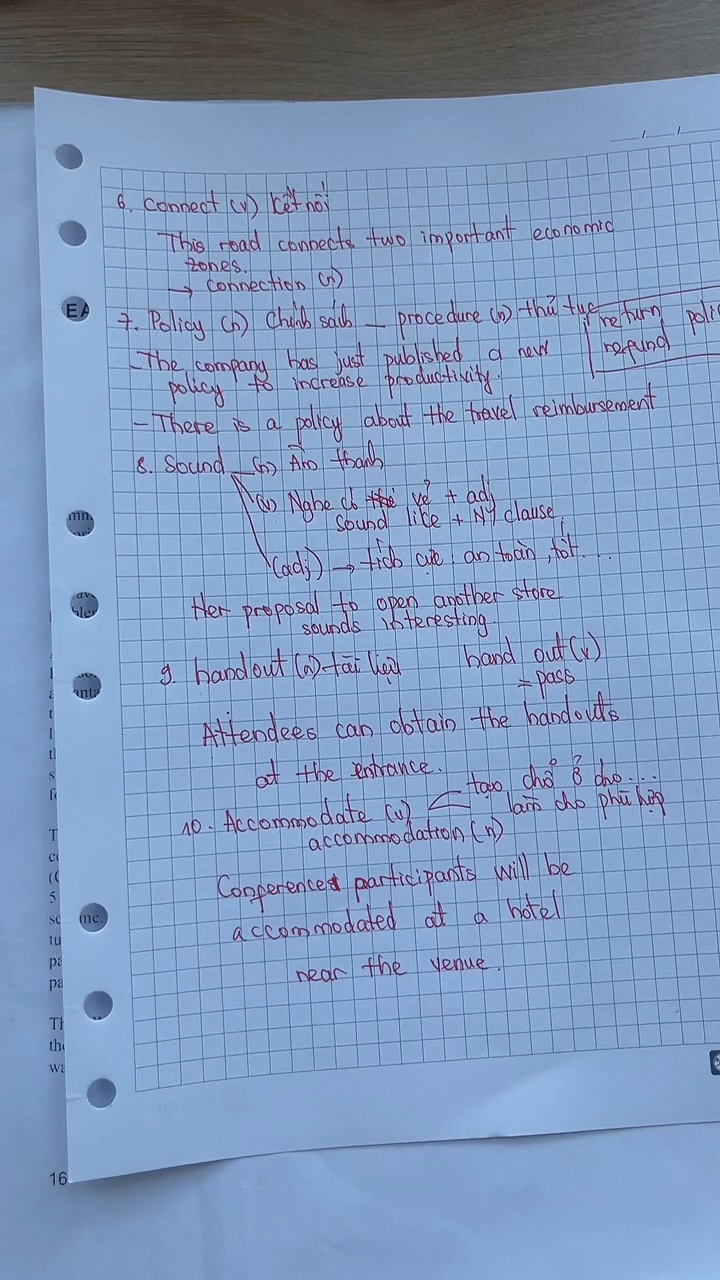 6. Connect (v) kết nối
This road connects two important economic
zones.
→ connection (n)
7. Policy (n) Chính sách — procedure (n) thủ tục
return
refund
- The company has just published a new
policy to increase productivity.
- There is a policy about the travel reimbursement
8. Sound (n) Âm thanh
(v) Nghe có vẻ + adj
sound like + N/clause
(adj) → tích cực: an toàn, tốt...
Her proposal to open another store
sounds interesting.
9. handout (n) - tài liệu
hand out (v)
= pass
Attendees can obtain the handouts
at the entrance.
10. Accommodate (v)
tạo chỗ ở cho...
làm cho phù hợp
accommodation (n)
Conference participants will be
accommodated at a hotel
near the venue.
EA
me.
16